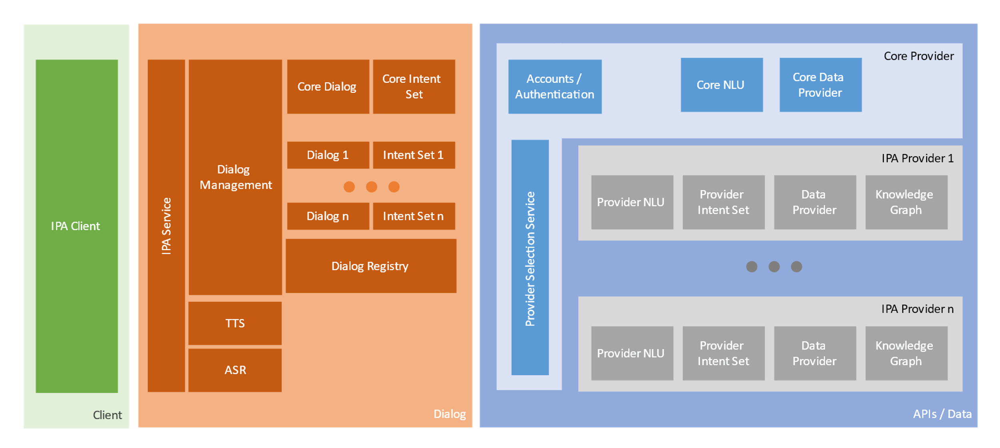 IPA Client
Client
IPA Service
Dialog
Management
TTS
ASR
Core Dialog
Core Intent
Set
Dialog 1
Intent Set 1
Dialog n
Intent Set n
Dialog Registry
Dialog
Core Provider
Accounts /
Authentication
Core NLU
Core Data
Provider
Provider Selection Service
IPA Provider 1
Provider NLU
Provider
Intent Set
Data
Provider
Knowledge
Graph
IPA Provider n
Provider NLU
Provider
Intent Set
Data
Provider
Knowledge
Graph
APIs / Data